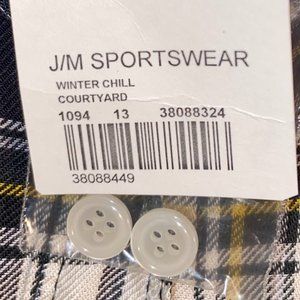 J/M SPORTSWEAR
WINTER CHILL
COURTYARD
1094 13 38088324
38088449